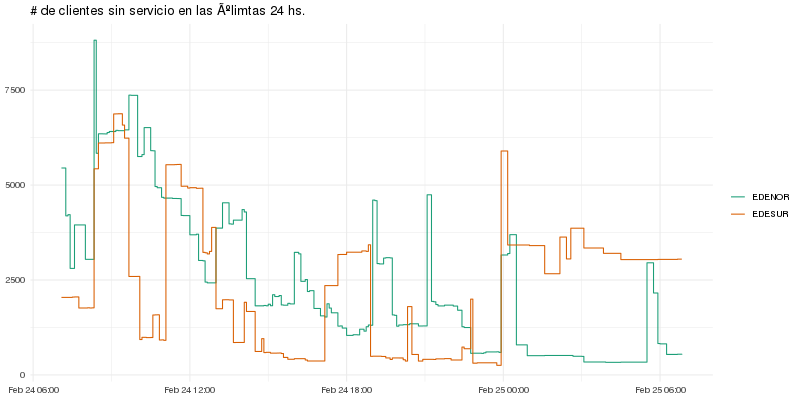 # de clientes sin servicio en las Ãºlimtas 24 hs.
7500
5000
2500
0
Feb 24 06:00
Feb 24 12:00
Feb 24 18:00
Feb 25 00:00
Feb 25 06:00
EDENOR
EDESUR